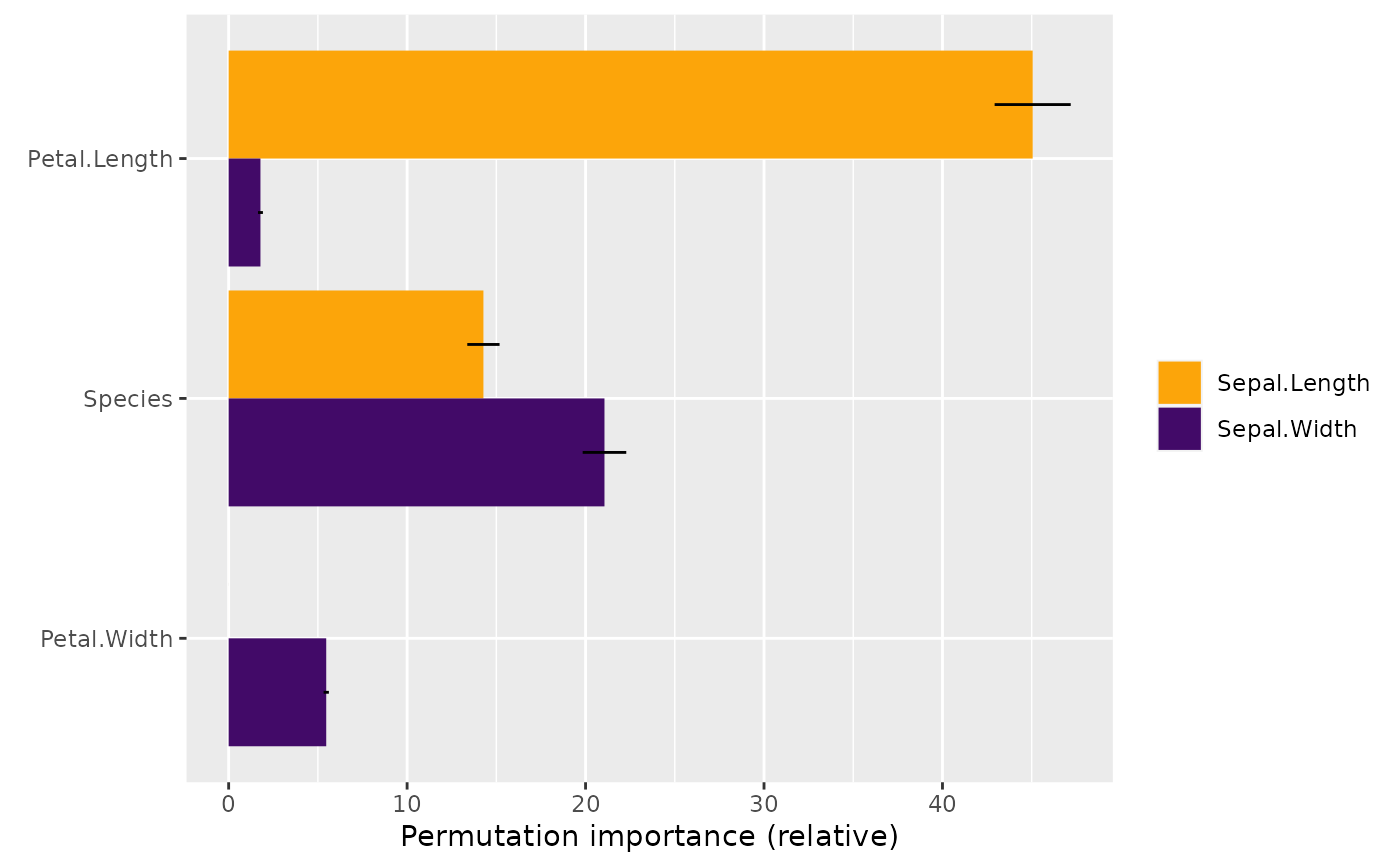 Petal.Length
Species
Petal.Width
0 10 20 30 40
Permutation importance (relative)
Sepal.Length
Sepal.Width